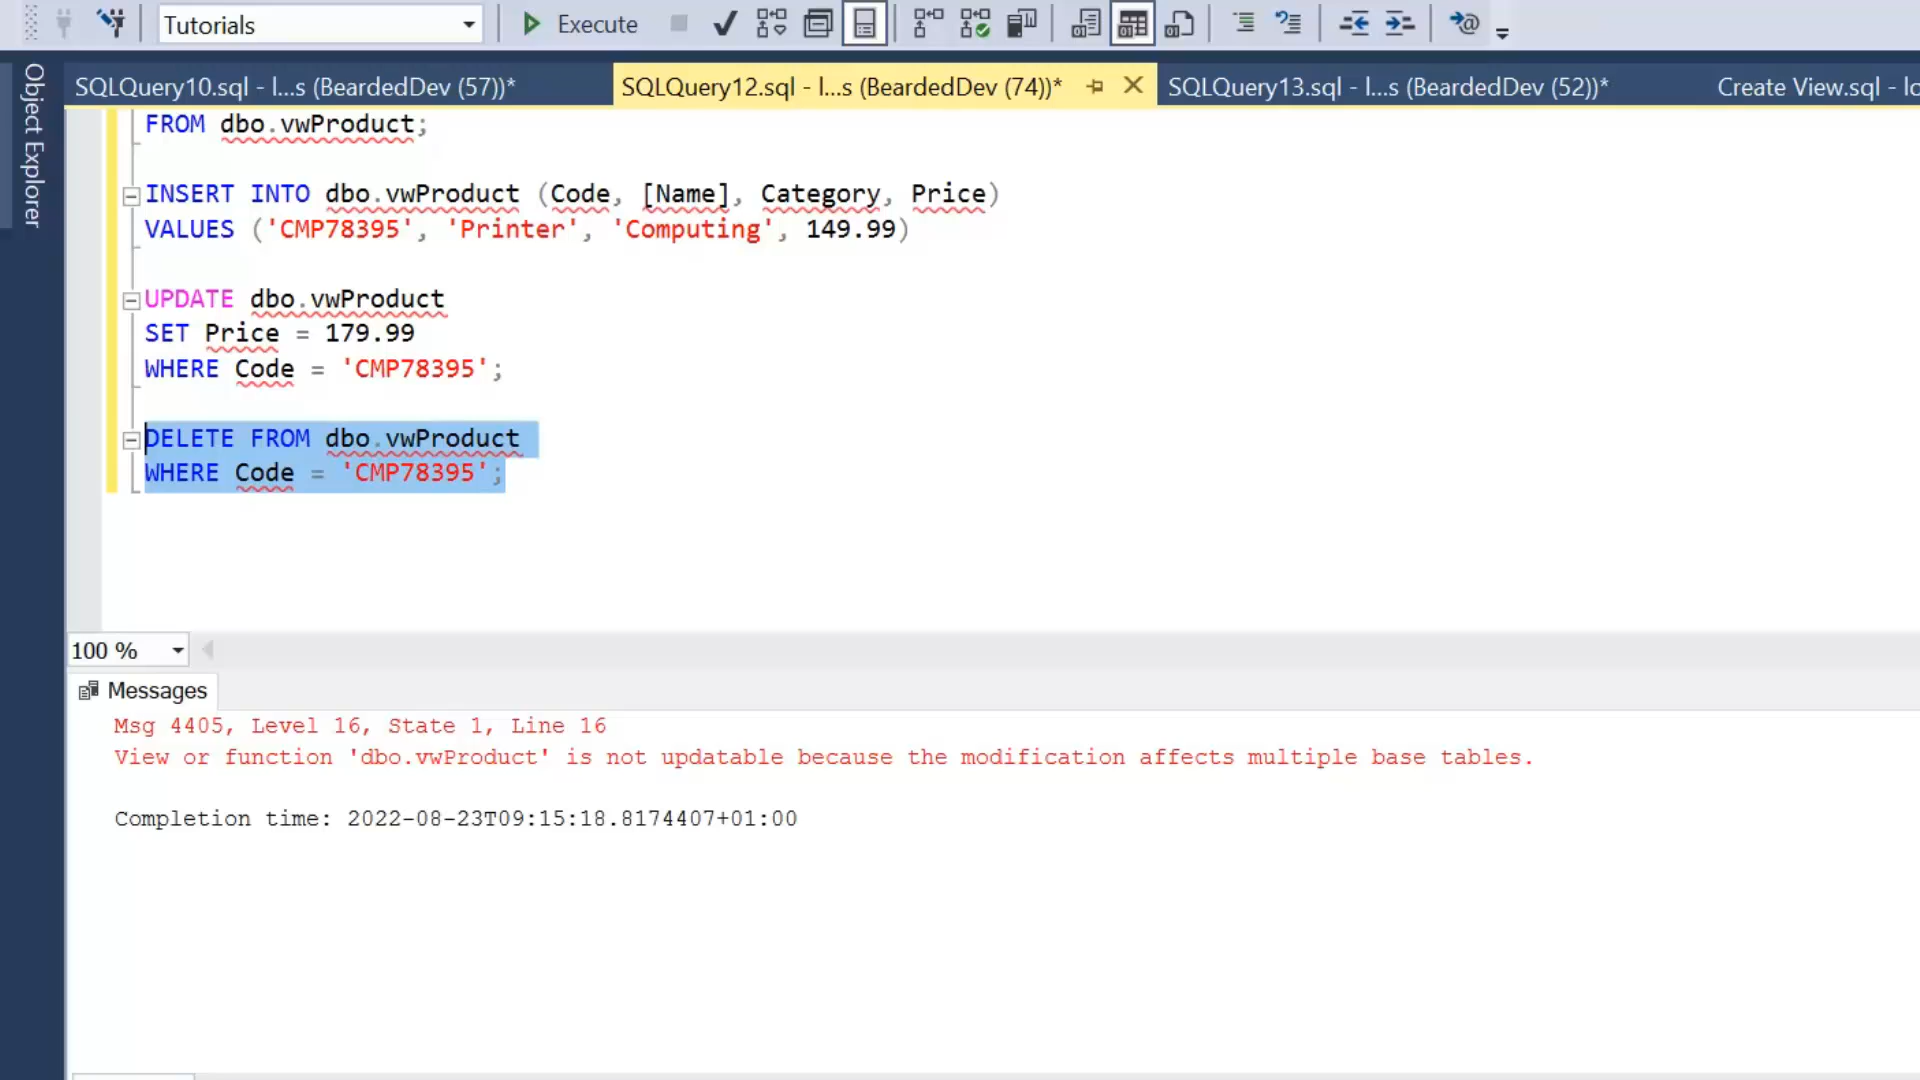 Tutorials
Execute
Object Explorer
SQLQuery10.sql - l...s (BeardedDev (57))*
SQLQuery12.sql - l...s (BeardedDev (74))*
SQLQuery13.sql - l...s (BeardedDev (52))*
Create View.sql - lo
FROM dbo.vwProduct;
INSERT INTO dbo.vwProduct (Code, [Name], Category, Price)
VALUES ('CMP78395', 'Printer', 'Computing', 149.99)
UPDATE dbo.vwProduct
SET Price = 179.99
WHERE Code = 'CMP78395';
DELETE FROM dbo.vwProduct
WHERE Code = 'CMP78395';
100 %
Messages
Msg 4405, Level 16, State 1, Line 16
View or function 'dbo.vwProduct' is not updatable because the modification affects multiple base tables.
Completion time: 2022-08-23T09:15:18.8174407+01:00